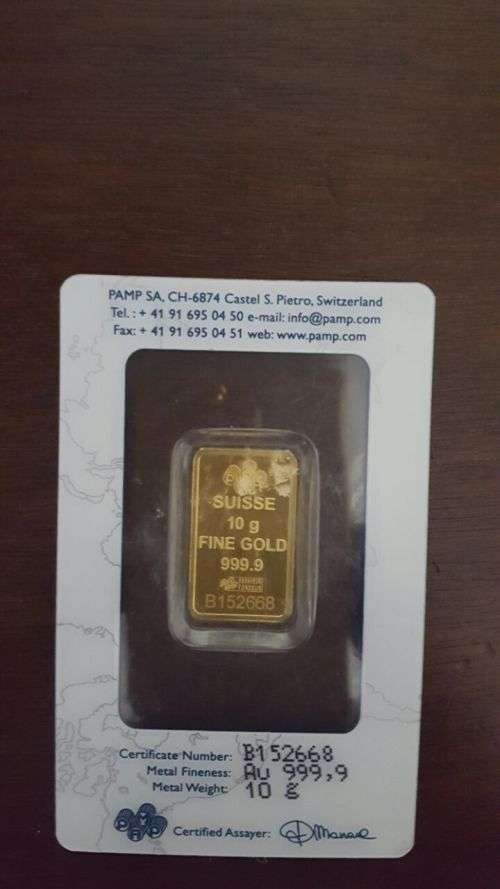 PAMP SA, CH-6874 Castel S. Pietro, Switzerland
Tel. : + 41 91 695 04 50 e-mail: info@pamp.com
Fax: + 41 91 695 04 51 web: www.pamp.com
SUISSE
10 g
FINE GOLD
999.9
B152668
Certificate Number: B152668
Metal Fineness: Au 999,9
Metal Weight: 10 g
PAMP
Certified Assayer: